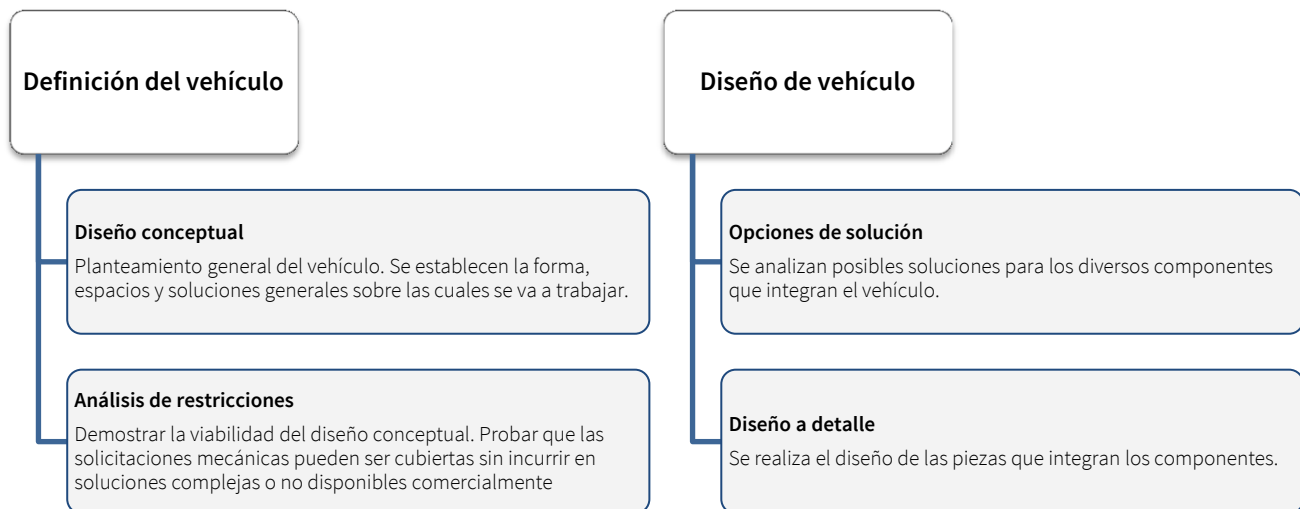 Definición del vehículo
Diseño conceptual
Planteamiento general del vehículo. Se establecen la forma,
espacios y soluciones generales sobre las cuales se va a trabajar.
Análisis de restricciones
Demostrar la viabilidad del diseño conceptual. Probar que las
solicitaciones mecánicas pueden ser cubiertas sin incurrir en
soluciones complejas o no disponibles comercialmente
Diseño de vehículo
Opciones de solución
Se analizan posibles soluciones para los diversos componentes
que integran el vehículo.
Diseño a detalle
Se realiza el diseño de las piezas que integran los componentes.